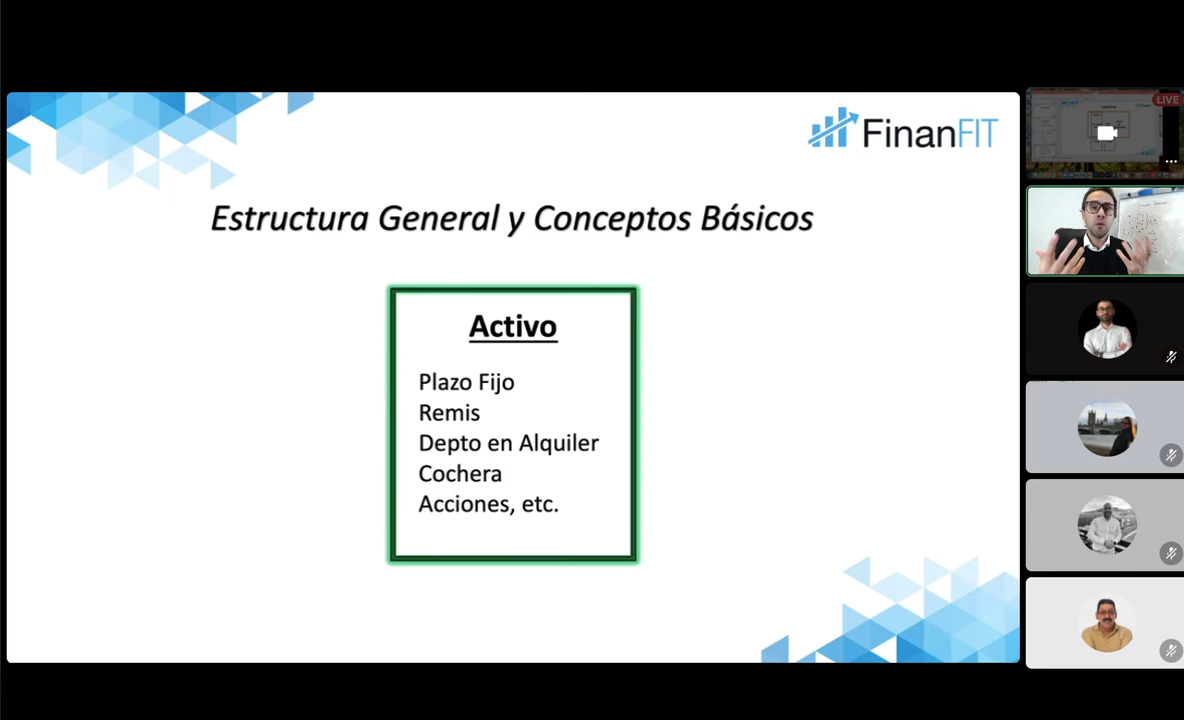 FinanFIT
LIVE
Estructura General y Conceptos Básicos
Activo
Plazo Fijo
Remis
Depto en Alquiler
Cochera
Acciones, etc.